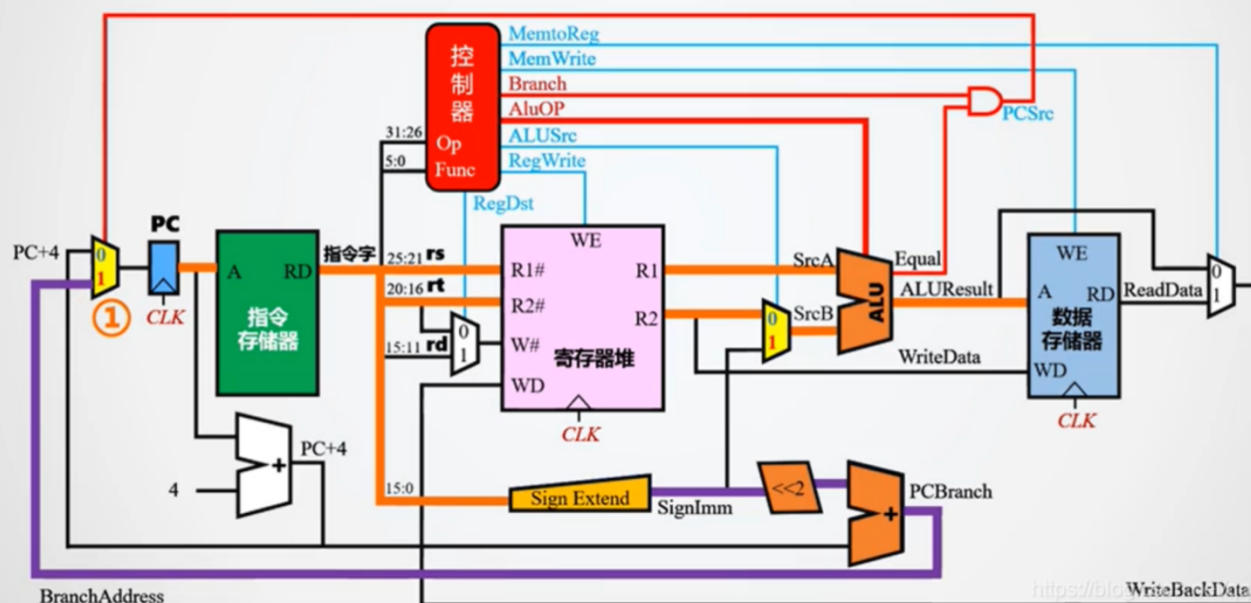 MemtoReg
MemWrite
Branch
AluOP
ALUSrc
RegWrite
RegDst
PCSrc
控制器
Op
Func
31:26
5:0
PC+4
0
1
①
PC
CLK
A
RD
指令
存储器
指令字
25:21 rs
20:16 rt
15:11 rd
0
1
WE
R1#
R2#
W#
WD
R1
R2
寄存器堆
CLK
0
1
SrcA
SrcB
ALU
Equal
ALUResult
WriteData
WE
A
RD
数据
存储器
WD
CLK
ReadData
0
1
4
+
PC+4
15:0
Sign Extend
SignImm
<<2
+
PCBranch
BranchAddress
WriteBackData